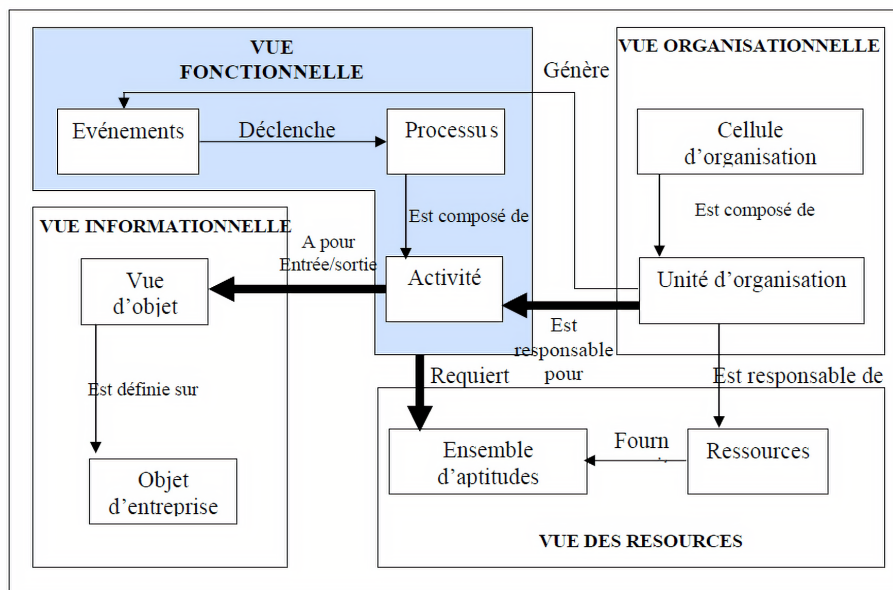 VUE
FONCTIONNELLE
Evénements
Déclenche
Processus
Est composé de
Activité
Génère
VUE ORGANISATIONNELLE
Cellule
d’organisation
Est composé de
Unité d’organisation
Est
responsable
pour
Est responsable de
VUE INFORMATIONNELLE
A pour
Entrée/sortie
Vue
d’objet
Est définie sur
Objet
d’entreprise
Requiert
Ensemble
d’aptitudes
Fourn
Ressources
VUE DES RESOURCES